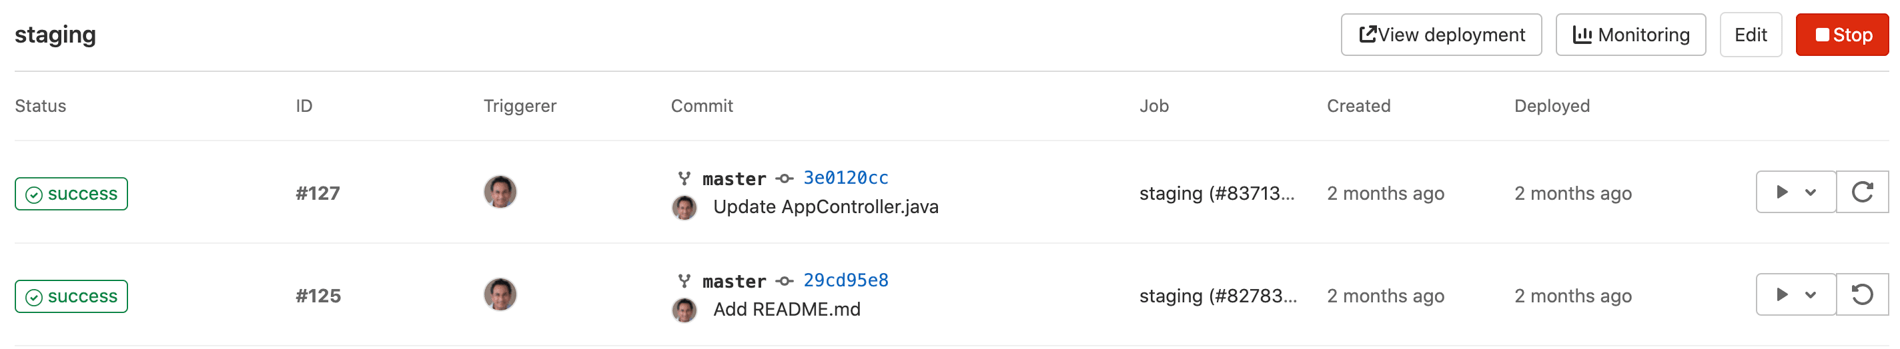 staging
View deployment
Monitoring
Edit
Stop
Status
ID
Triggerer
Commit
Job
Created
Deployed
success
#127
master
3e0120cc
Update AppController.java
staging (#83713...
2 months ago
2 months ago
success
#125
master
29cd95e8
Add README.md
staging (#82783...
2 months ago
2 months ago